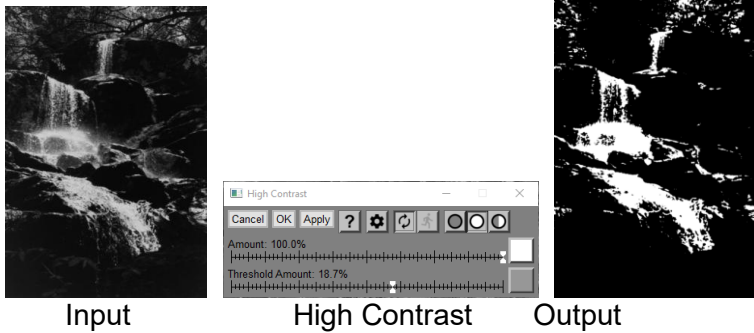 High Contrast
Cancel OK Apply ?
Amount: 100.0%
Threshold Amount: 18.7%
Input High Contrast Output